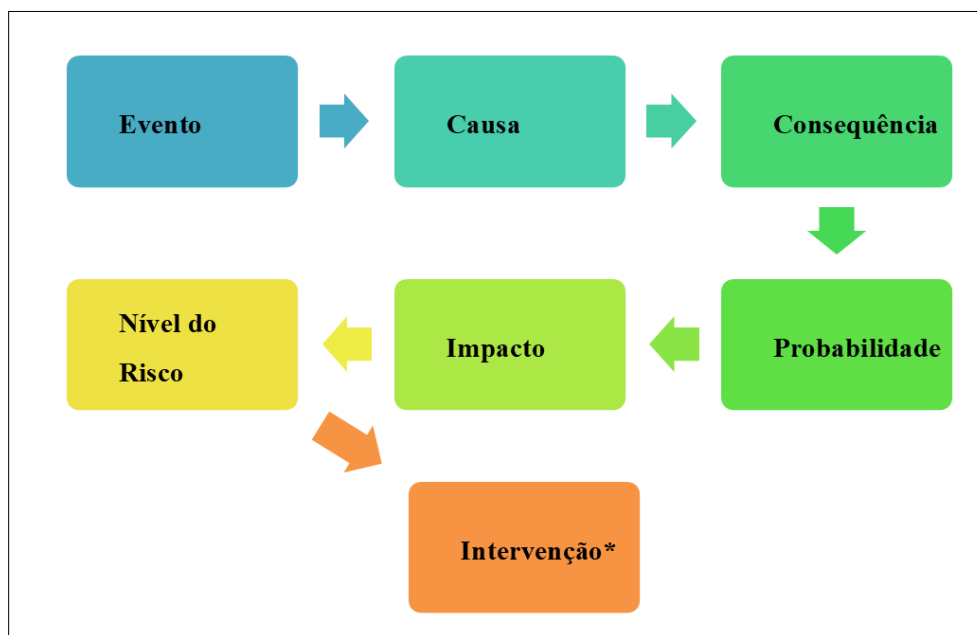 Evento
Causa
Consequência
Probabilidade
Impacto
Nível do
Risco
Intervenção*